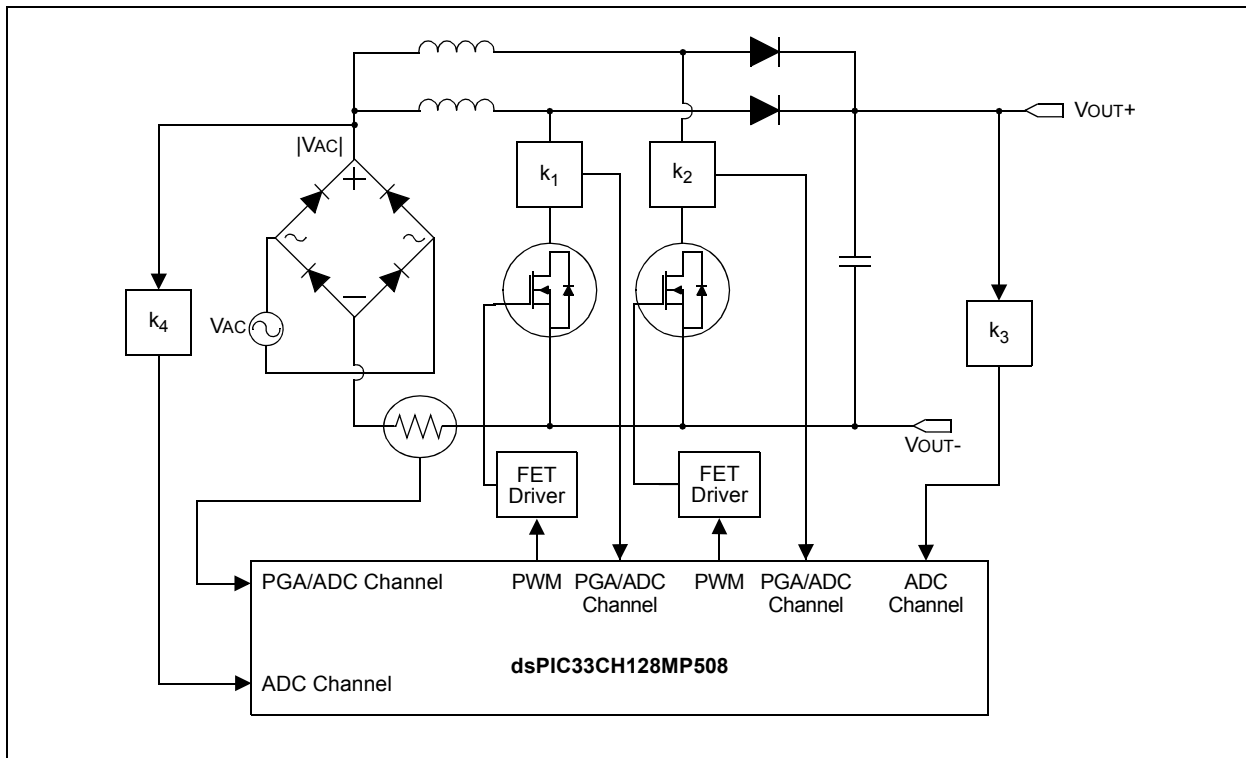 VOUT+
|VAC|
+
k1
k2
k4
VAC
−
k3
VOUT-
FET
Driver
FET
Driver
PGA/ADC Channel
PWM
PGA/ADC
Channel
PWM
PGA/ADC
Channel
ADC
Channel
dsPIC33CH128MP508
ADC Channel